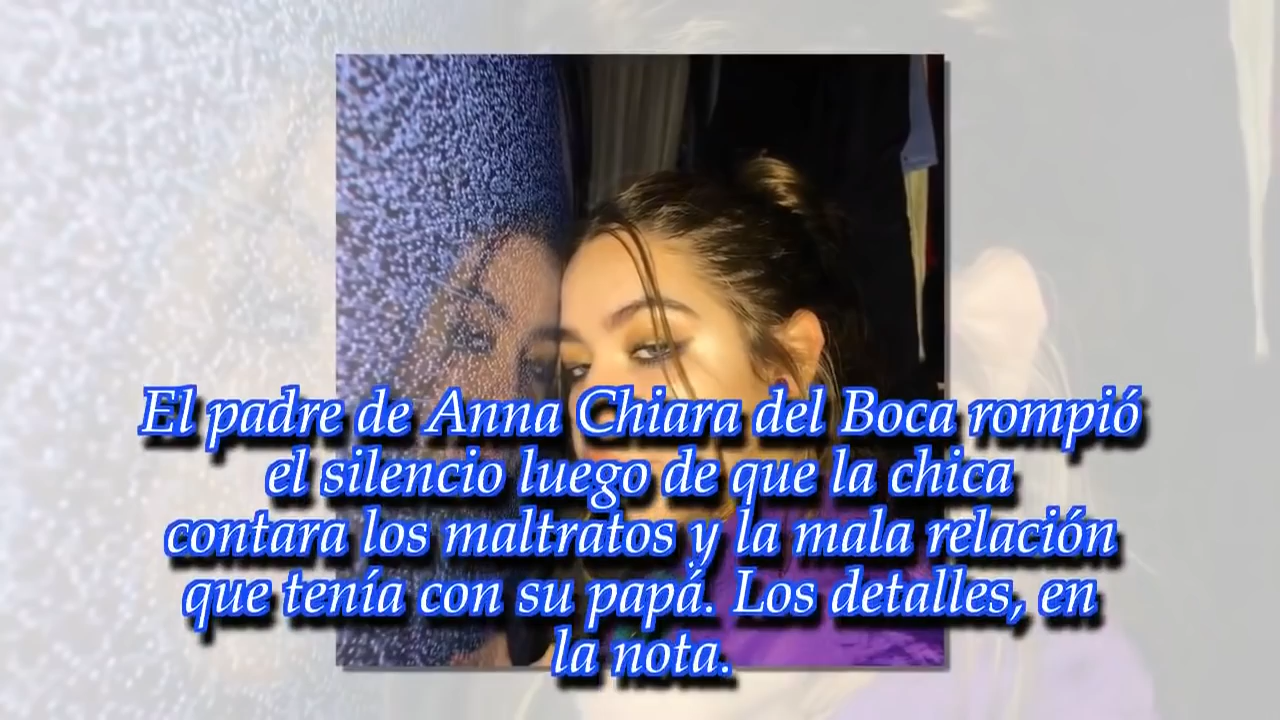 El padre de Anna Chiara del Boca rompió
el silencio luego de que la chica
contara los maltratos y la mala relación
que tenía con su papá. Los detalles, en
la nota.